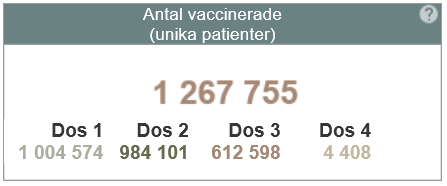 Antal vaccinerade
(unika patienter)
?
1 267 755
Dos 1 Dos 2 Dos 3 Dos 4
1 004 574 984 101 612 598 4 408